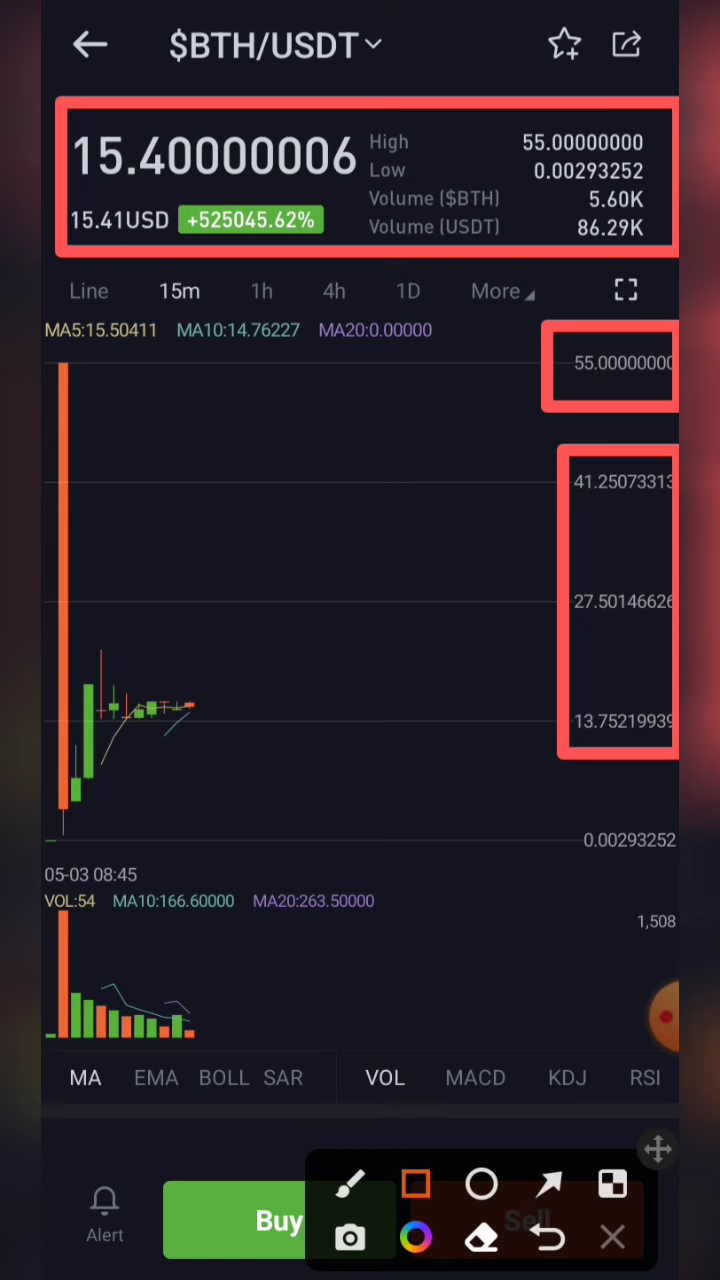 $BTH/USDT
15.40000006
High 55.00000000
Low 0.00293252
15.41USD +525045.62%
Volume ($BTH) 5.60K
Volume (USDT) 86.29K
Line 15m 1h 4h 1D More
MA5:15.50411 MA10:14.76227 MA20:0.00000
55.00000000
41.25073313
27.50146626
13.75219939
0.00293252
05-03 08:45
VOL:54 MA10:166.60000 MA20:263.50000
1,508
MA EMA BOLL SAR VOL MACD KDJ RSI
Alert
Buy
Sell